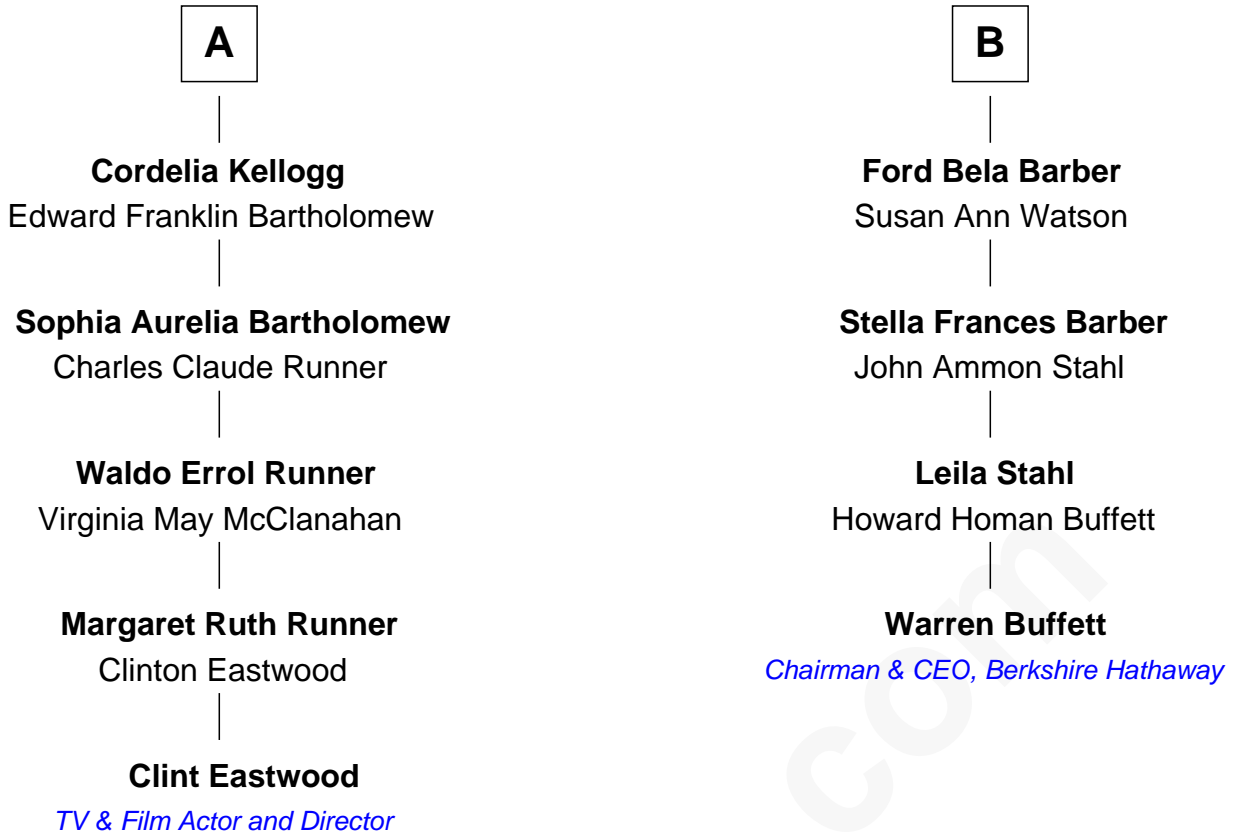 A
Cordelia Kellogg
Edward Franklin Bartholomew
Sophia Aurelia Bartholomew
Charles Claude Runner
Waldo Errol Runner
Virginia May McClanahan
Margaret Ruth Runner
Clinton Eastwood
Clint Eastwood
TV & Film Actor and Director
B
Ford Bela Barber
Susan Ann Watson
Stella Frances Barber
John Ammon Stahl
Leila Stahl
Howard Homan Buffett
Warren Buffett
Chairman & CEO, Berkshire Hathaway
com